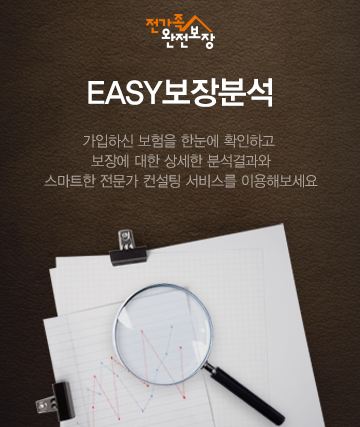 전가족
완전보장
EASY보장분석
가입하신 보험을 한눈에 확인하고
보장에 대한 상세한 분석결과와
스마트한 전문가 컨설팅 서비스를 이용해보세요